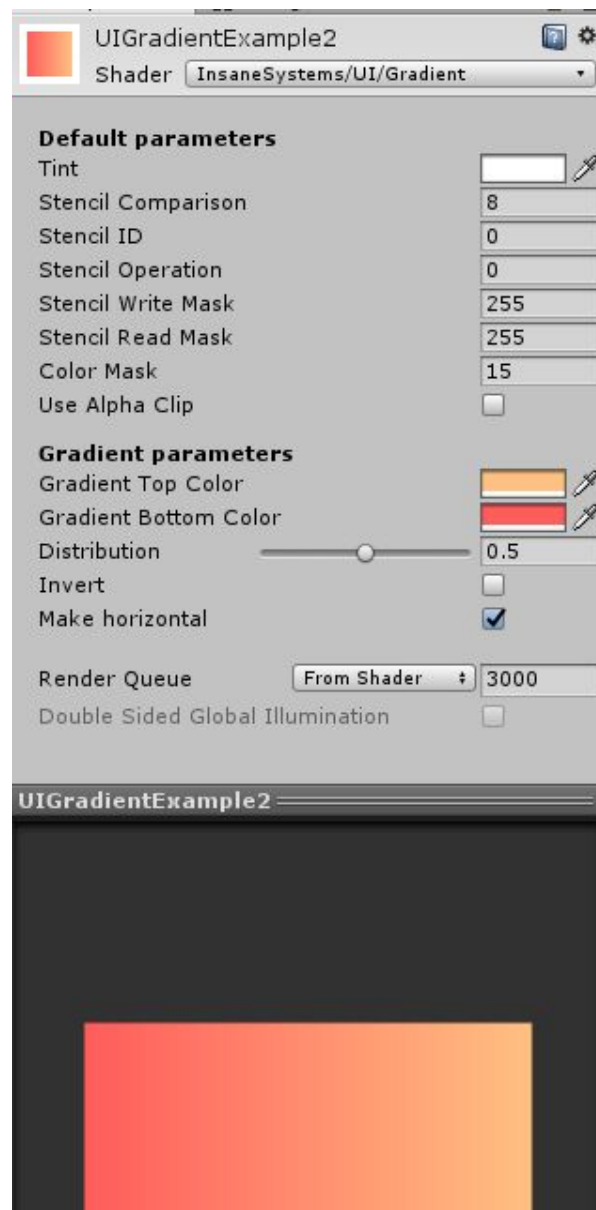 UIGradientExample2
Shader InsaneSystems/UI/Gradient
Default parameters
Tint
Stencil Comparison 8
Stencil ID 0
Stencil Operation 0
Stencil Write Mask 255
Stencil Read Mask 255
Color Mask 15
Use Alpha Clip
Gradient parameters
Gradient Top Color
Gradient Bottom Color
Distribution 0.5
Invert
Make horizontal
Render Queue From Shader 3000
Double Sided Global Illumination
UIGradientExample2